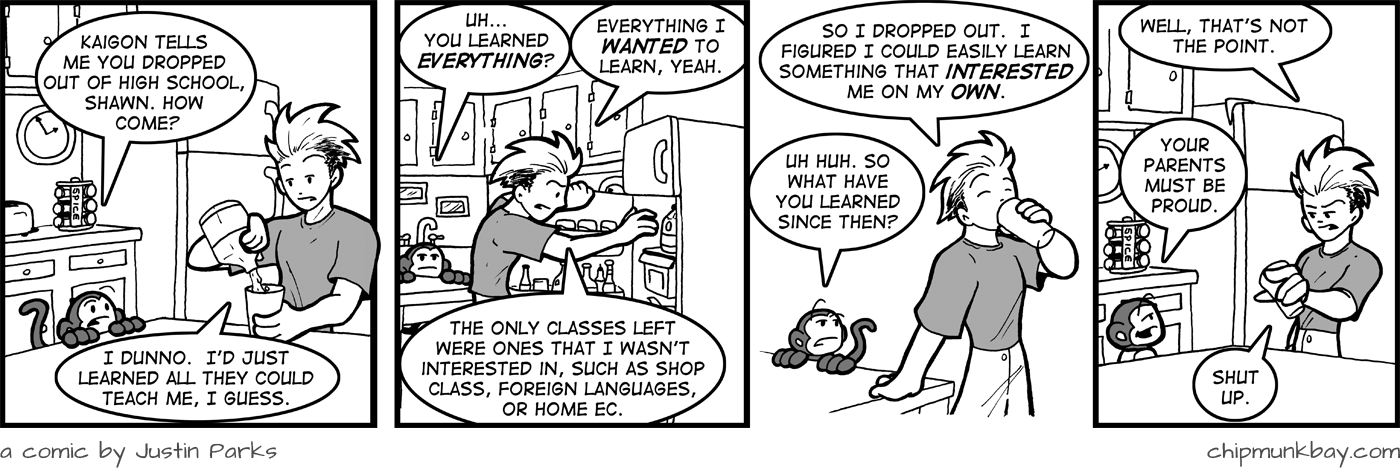 KAIGON TELLS
ME YOU DROPPED
OUT OF HIGH SCHOOL,
SHAWN. HOW
COME?
SPICE
I DUNNO. I'D JUST
LEARNED ALL THEY COULD
TEACH ME, I GUESS.
UH...
YOU LEARNED
EVERYTHING?
EVERYTHING I
WANTED TO
LEARN, YEAH.
THE ONLY CLASSES LEFT
WERE ONES THAT I WASN'T
INTERESTED IN, SUCH AS SHOP
CLASS, FOREIGN LANGUAGES,
OR HOME EC.
SO I DROPPED OUT. I
FIGURED I COULD EASILY LEARN
SOMETHING THAT INTERESTED
ME ON MY OWN.
UH HUH. SO
WHAT HAVE
YOU LEARNED
SINCE THEN?
WELL, THAT'S NOT
THE POINT.
YOUR
PARENTS
MUST BE
PROUD.
SPICE
SHUT
UP.
a comic by Justin Parks
chipmunkbay.com